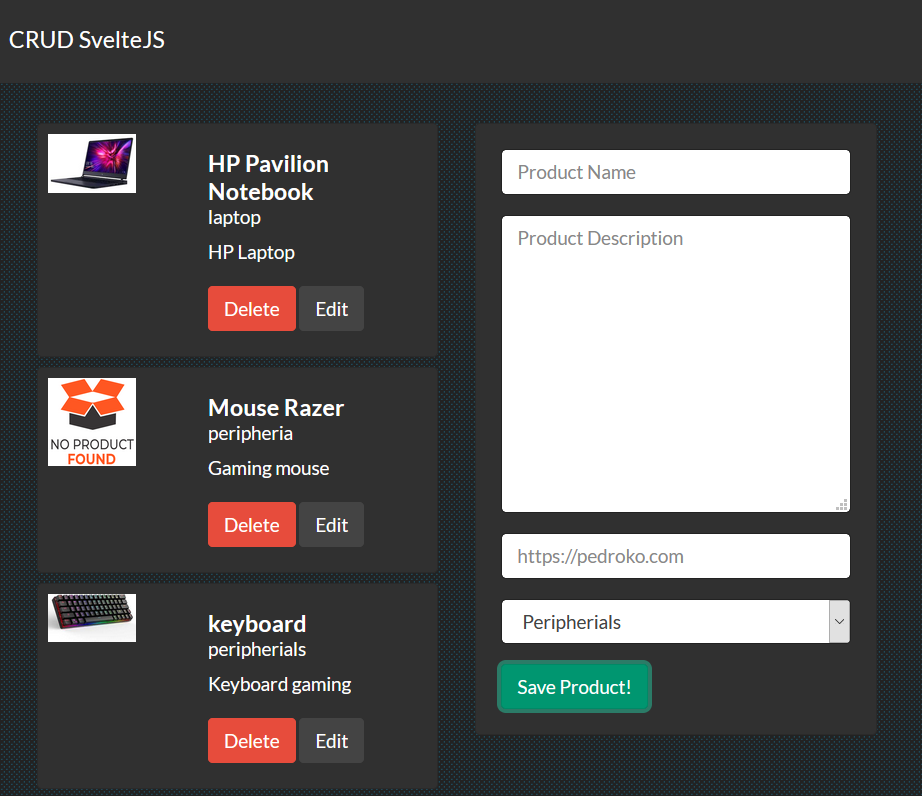 CRUD SvelteJS
HP Pavilion
Notebook
laptop
HP Laptop
Delete
Edit
NO PRODUCT
FOUND
Mouse Razer
peripheria
Gaming mouse
Delete
Edit
keyboard
peripherials
Keyboard gaming
Delete
Edit
Product Name
Product Description
https://pedroko.com
Peripherials
Save Product!